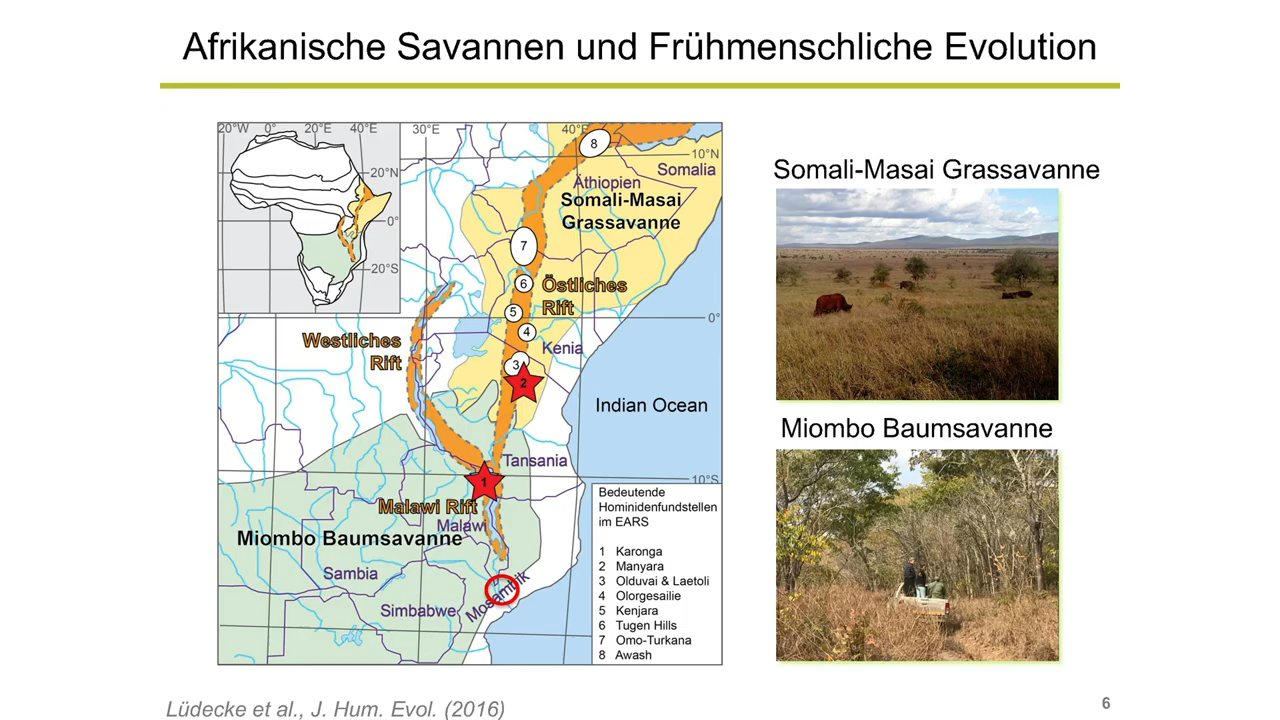 Afrikanische Savannen und Frühmenschliche Evolution
20°W 0° 20°E 40°E 30°E 40°E
20°N
0°
20°S
10°N
Somalia
8
Äthiopien
Somali-Masai
Grassavanne
7
6
Östliches
Rift
5
4
0°
Westliches
Rift
Kenia
3
2
Indian Ocean
Tansania
10°S
1
Malawi Rift
Malawi
Miombo Baumsavanne
Sambia
Simbabwe
Mosambik
Bedeutende
Hominidenfundstellen
im EARS
1 Karonga
2 Manyara
3 Olduvai & Laetoli
4 Olorgesailie
5 Kenjara
6 Tugen Hills
7 Omo-Turkana
8 Awash
Somali-Masai Grassavanne
Miombo Baumsavanne
Lüdecke et al., J. Hum. Evol. (2016)
6